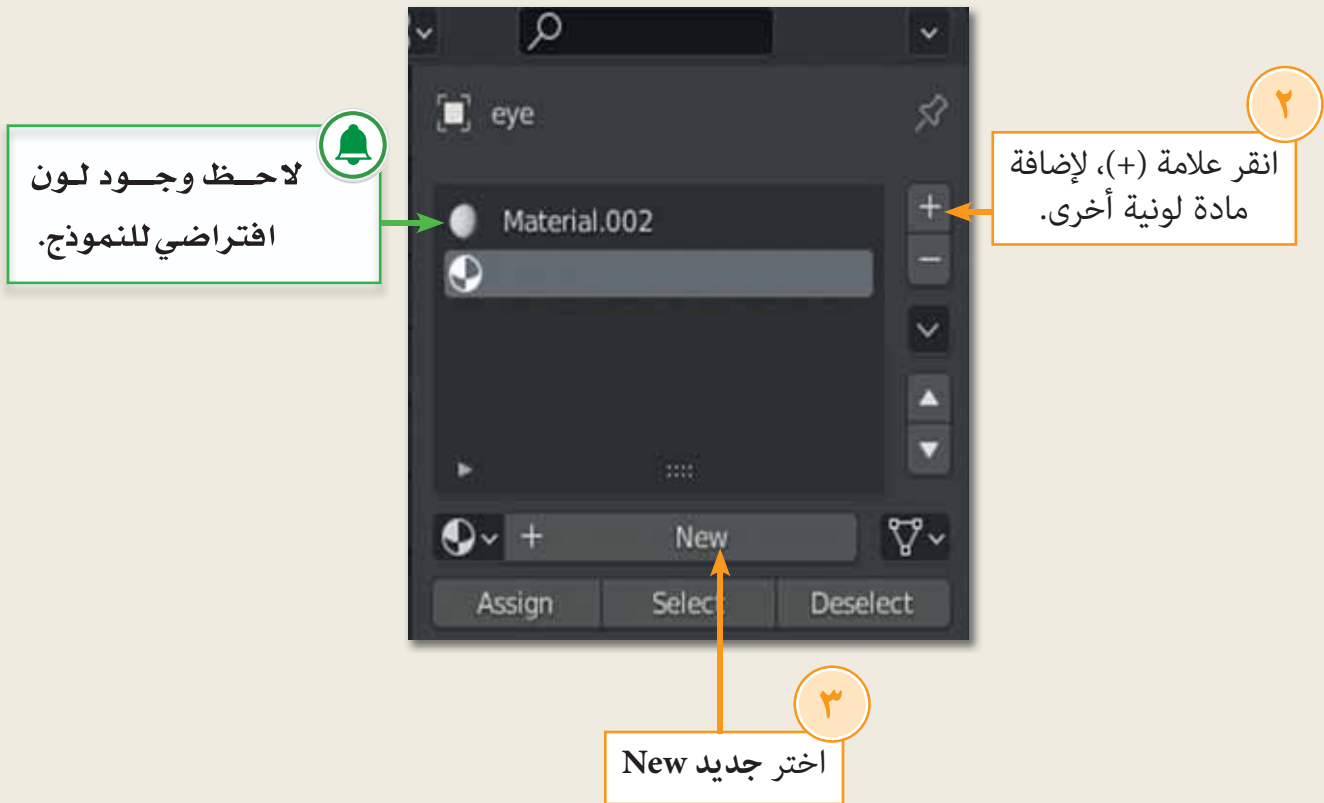 eye
٢
انقر علامة (+)، لإضافة
مادة لونية أخرى.
لاحظ وجود لون
افتراضي للنموذج.
Material.002
New
Assign Select Deselect
٣
اختر جديد New